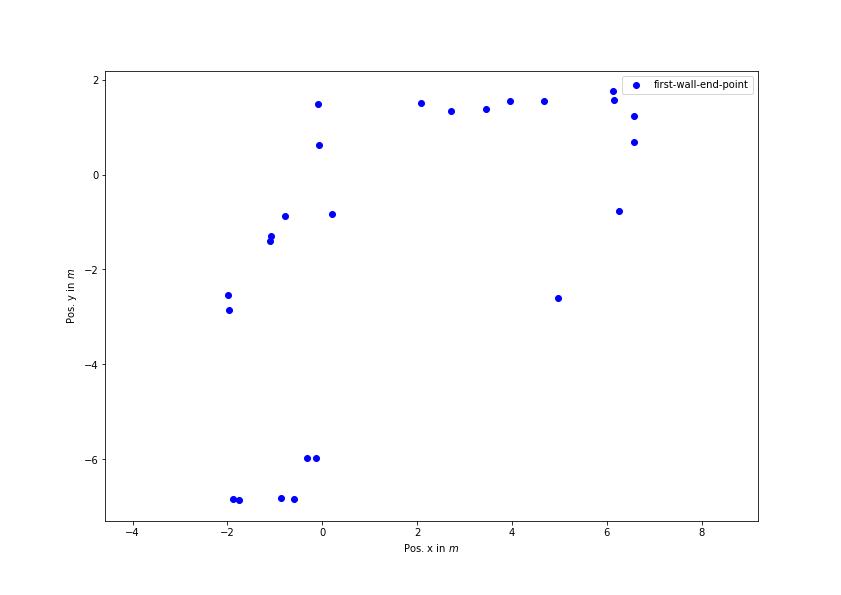 first-wall-end-point
2
0
−2
−4
−6
Pos. y in m
−4 −2 0 2 4 6 8
Pos. x in m